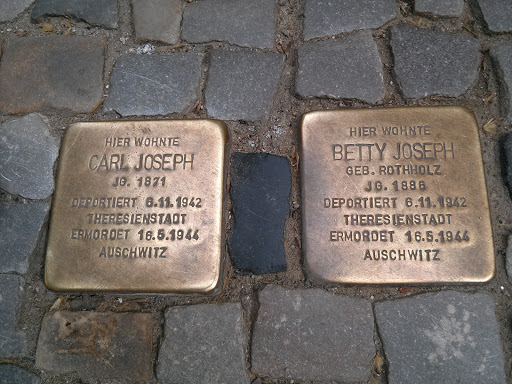 HIER WOHNTE
CARL JOSEPH
JG. 1871
DEPORTIERT 6.11.1942
THERESIENSTADT
ERMORDET 16.5.1944
AUSCHWITZ
HIER WOHNTE
BETTY JOSEPH
GEB. ROTHHOLZ
JG. 1886
DEPORTIERT 6.11.1942
THERESIENSTADT
ERMORDET 16.5.1944
AUSCHWITZ